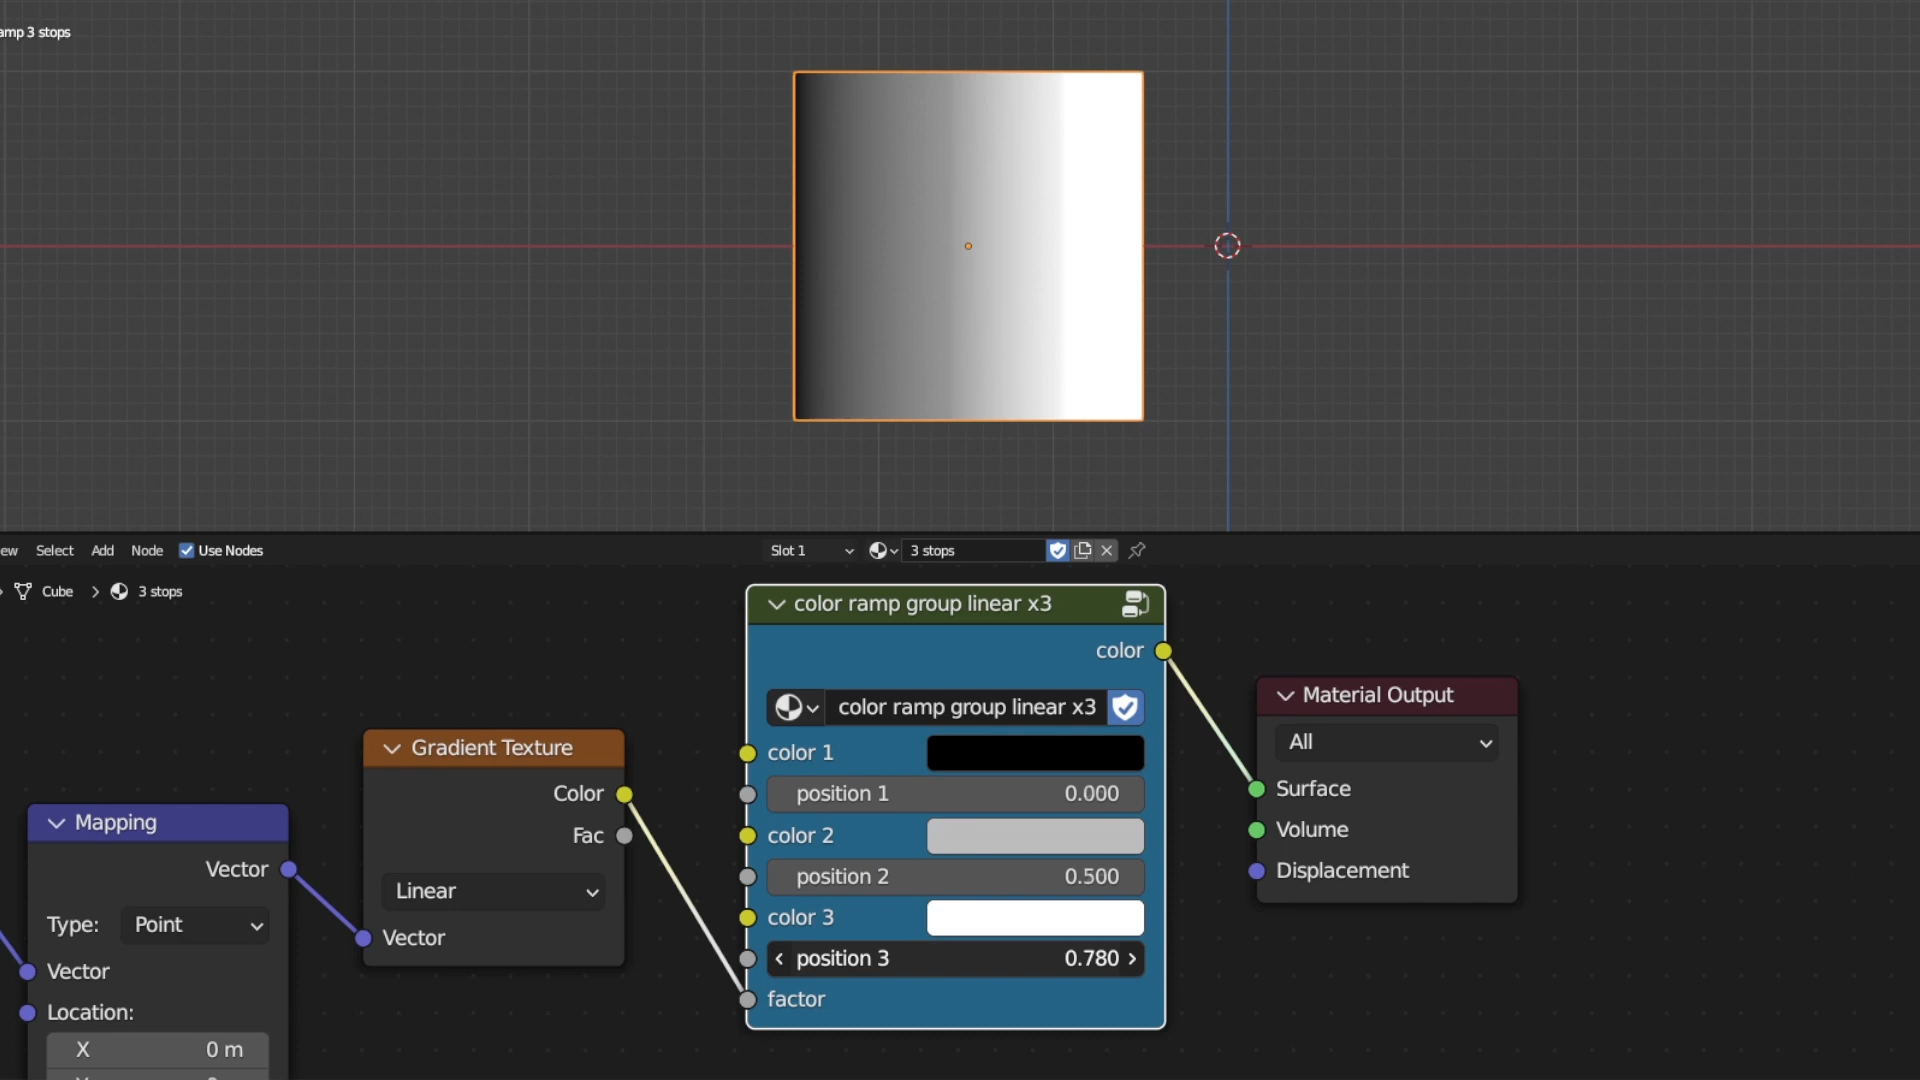 amp 3 stops
ew Select Add Node Use Nodes Slot 1 3 stops
Cube 3 stops
color ramp group linear x3
color
color ramp group linear x3
color 1
position 1 0.000
color 2
position 2 0.500
color 3
position 3 0.780
factor
Material Output
All
Surface
Volume
Displacement
Gradient Texture
Color
Fac
Linear
Vector
Mapping
Vector
Type: Point
Vector
Location:
X 0 m